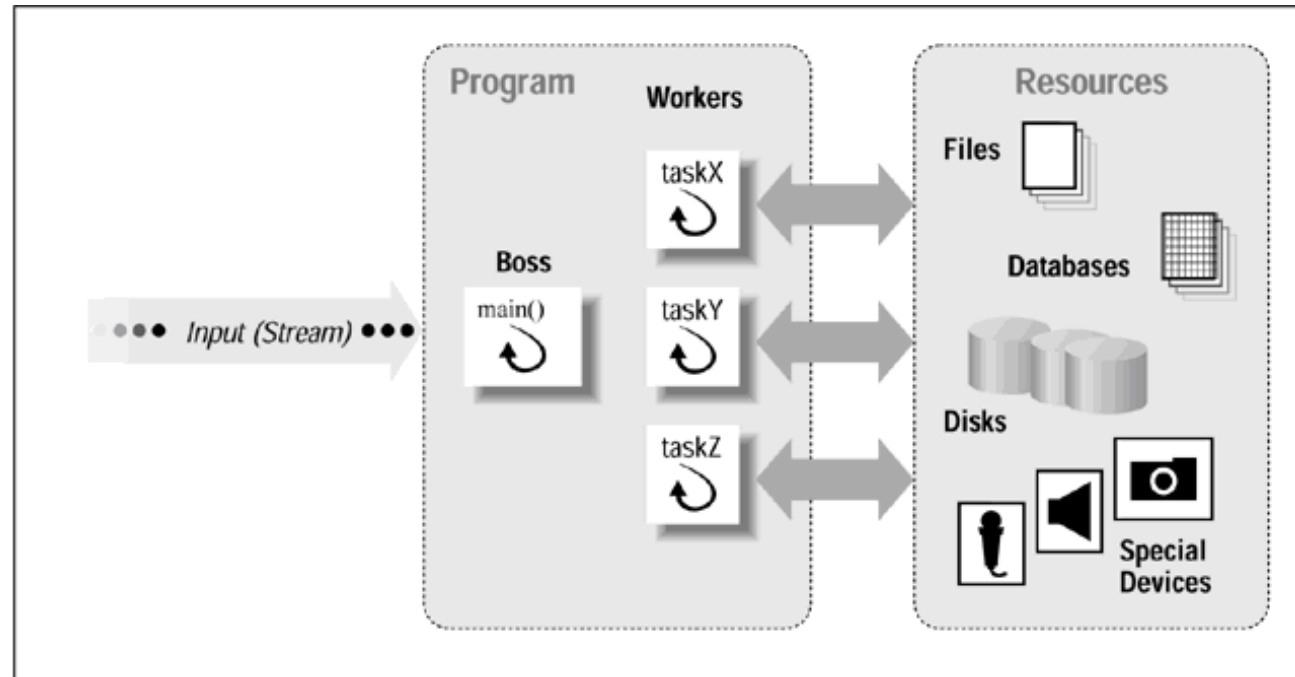 Program
Workers
taskX
Boss
main()
taskY
taskZ
Input (Stream)
Resources
Files
Databases
Disks
Special
Devices